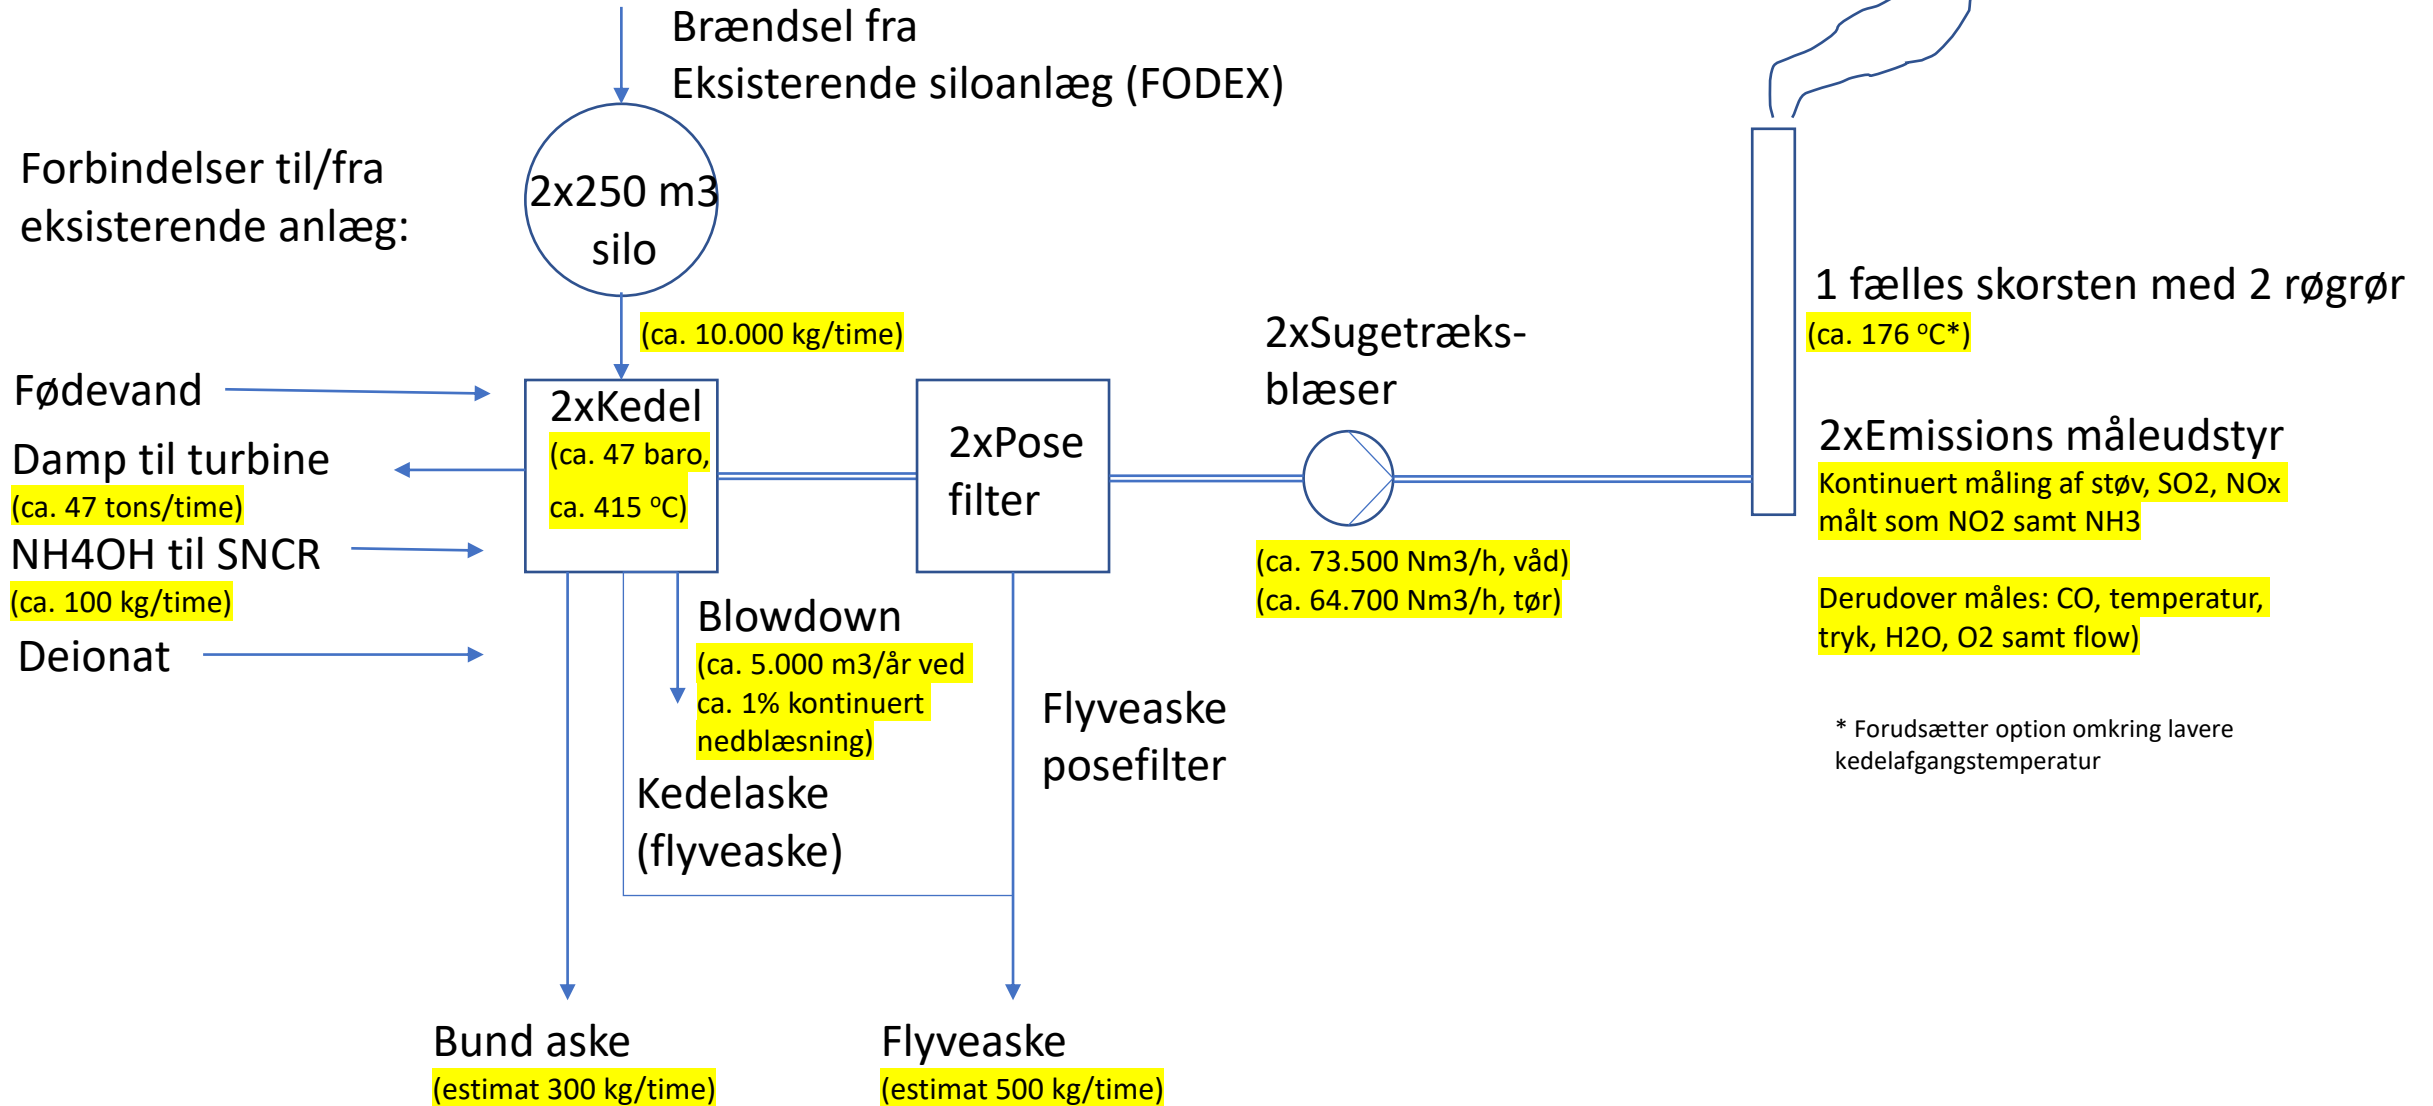 Brændsel fra
Eksisterende siloanlæg (FODEX)
Forbindelser til/fra
eksisterende anlæg:
2x250 m3
silo
(ca. 10.000 kg/time)
Fødevand
Damp til turbine
(ca. 47 tons/time)
NH4OH til SNCR
(ca. 100 kg/time)
Deionat
2xKedel
(ca. 47 baro,
ca. 415 °C)
2xPose
filter
2xSugetræks-
blæser
(ca. 73.500 Nm3/h, våd)
(ca. 64.700 Nm3/h, tør)
1 fælles skorsten med 2 røgrør
(ca. 176 °C*)
2xEmissions måleudstyr
Kontinuert måling af støv, SO2, NOx
målt som NO2 samt NH3
Derudover måles: CO, temperatur,
tryk, H2O, O2 samt flow)
* Forudsætter option omkring lavere
kedelafgangstemperatur
Blowdown
(ca. 5.000 m3/år ved
ca. 1% kontinuert
nedblæsning)
Kedelaske
(flyveaske)
Flyveaske
posefilter
Bund aske
(estimat 300 kg/time)
Flyveaske
(estimat 500 kg/time)